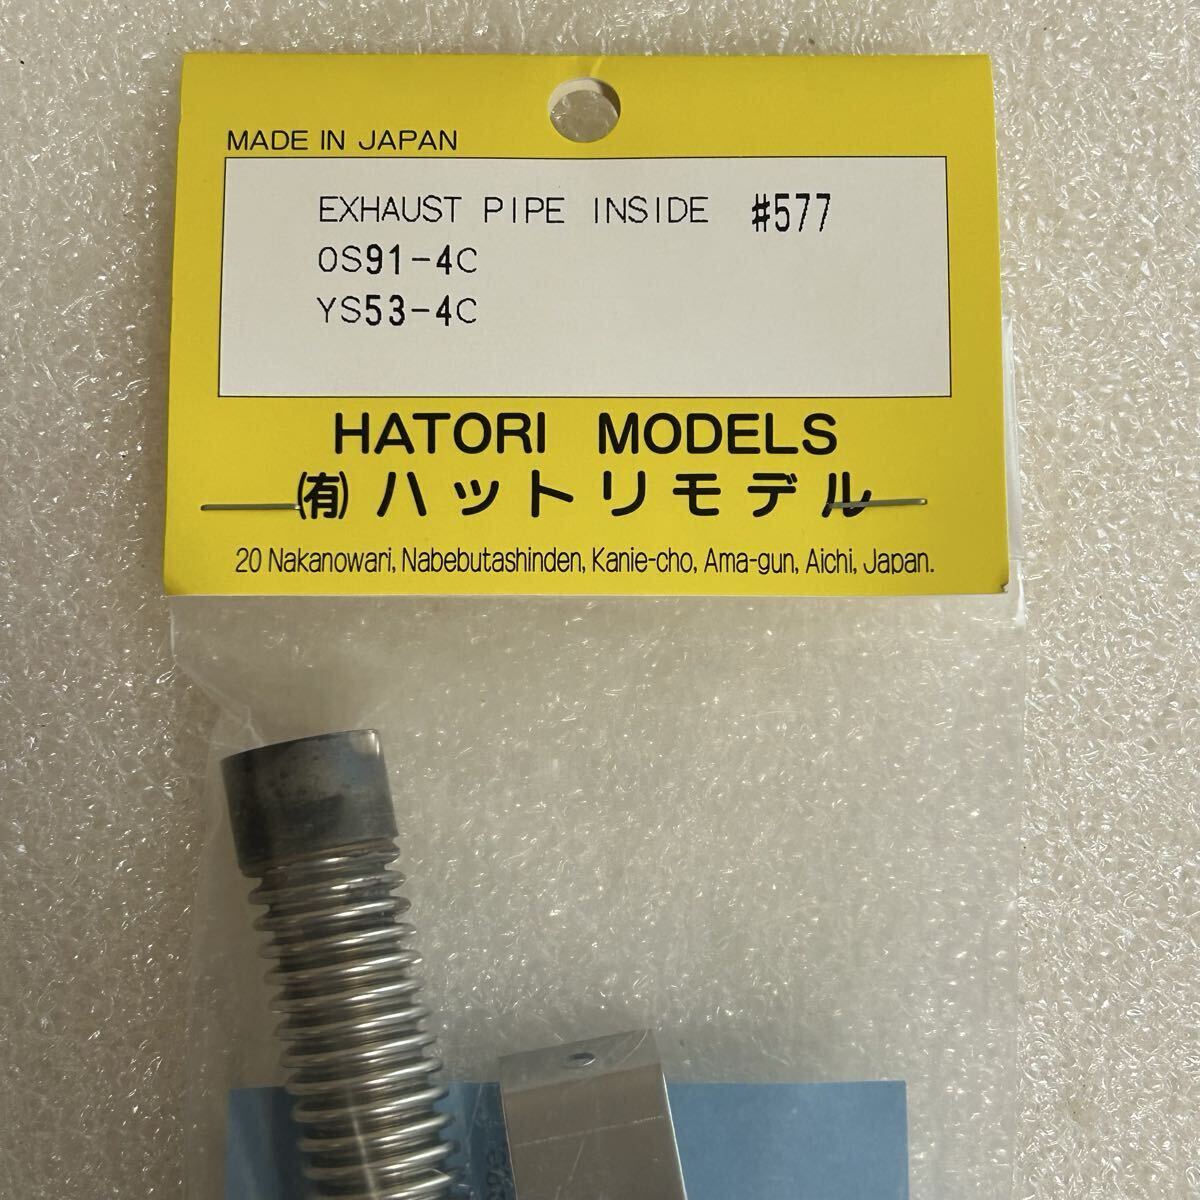 MADE IN JAPAN
EXHAUST PIPE INSIDE #577
OS91-4C
YS53-4C
HATORI MODELS
㈲ハットリモデル
20 Nakanowari, Nabebutashinden, Kanie-cho, Ama-gun, Aichi, Japan.